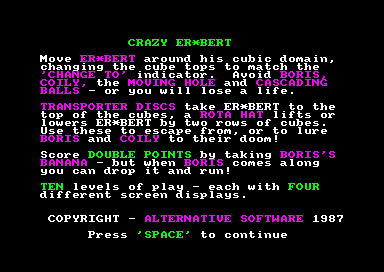 CRAZY ER*BERT
Move ER*BERT around his cubic domain,
changing the cube tops to match the
'CHANGE TO' indicator.  Avoid BORIS,
COILY, the MOVING HOLE and CASCADING
BALLS - or you will lose a life.
TRANSPORTER DISCS take ER*BERT to the
top of the cubes, a ROTA HAT lifts or
lowers ER*BERT by two rows of cubes.
Use these to escape from, or to lure
BORIS and COILY to their doom!
Score DOUBLE POINTS by taking BORIS'S
BANANA - but when BORIS comes along
you can drop it and run!
TEN levels of play - each with FOUR
different screen displays.
COPYRIGHT - ALTERNATIVE SOFTWARE 1987
Press 'SPACE' to continue